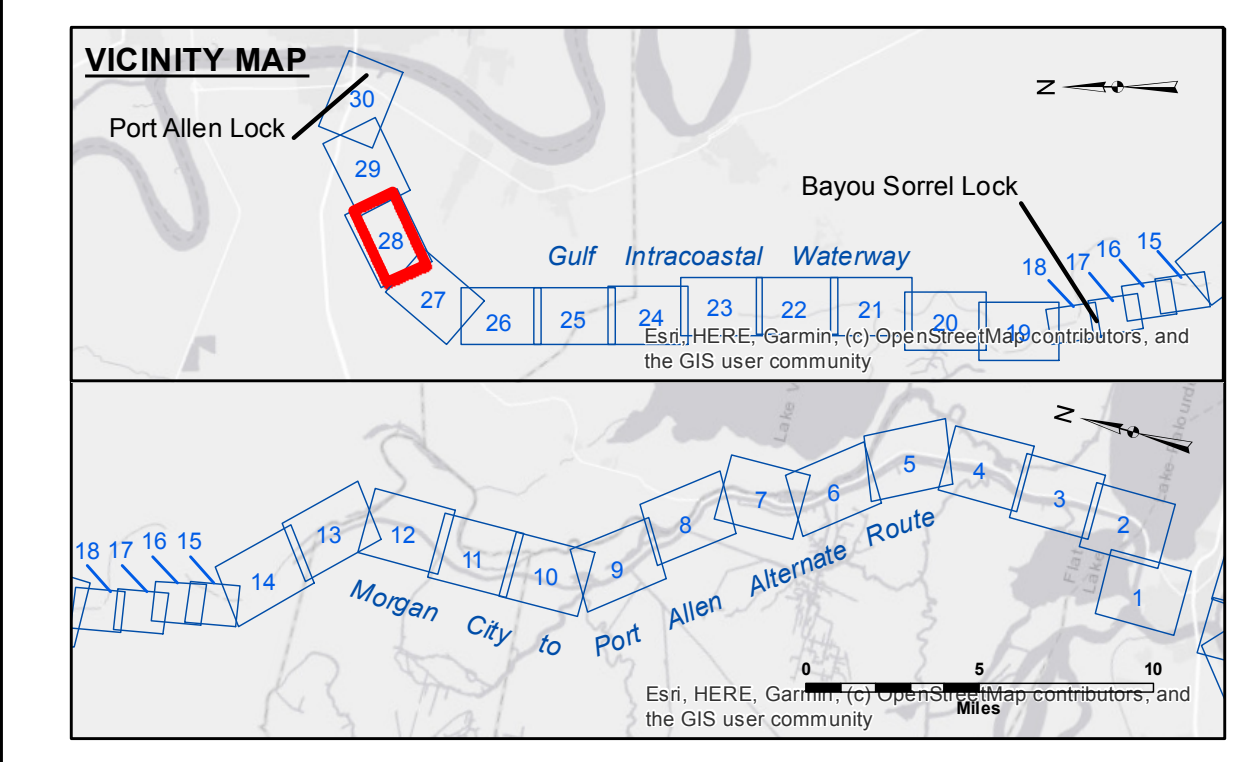 VICINITY MAP
N
30
Port Allen Lock
29
Bayou Sorrel Lock
28
Gulf Intracoastal Waterway
18
17
16
15
27
26
25
24
23
22
21
20
19
Esri, HERE, Garmin, (c) OpenStreetMap contributors, and
the GIS user community
N
18
17
16
15
14
13
12
11
10
9
8
7
6
5
4
3
2
1
Morgan City to Port Allen Alternate Route
Flat
Lake
0
5
10
Miles
Esri, HERE, Garmin, (c) OpenStreetMap contributors, and
the GIS user community